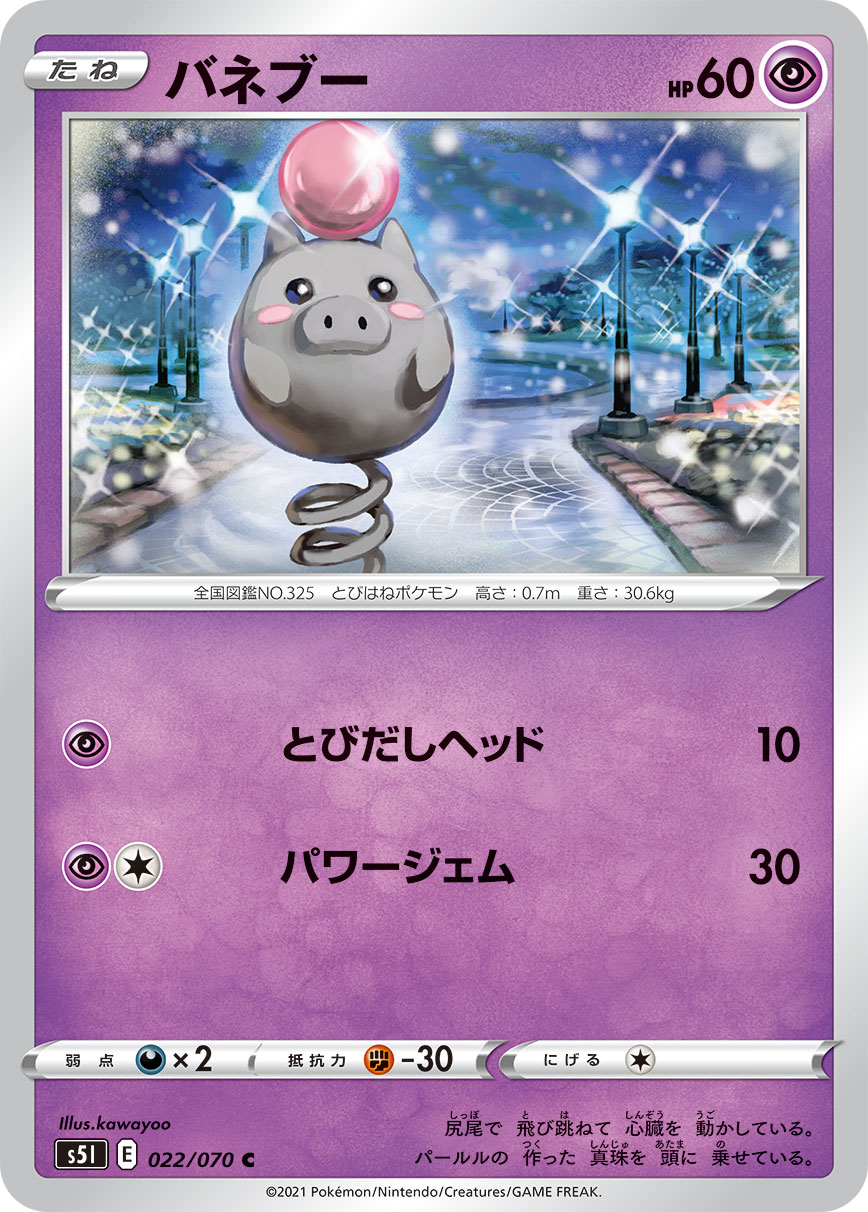 たね バネブー HP60
全国図鑑NO.325 とびはねポケモン 高さ:0.7m 重さ:30.6kg
とびだしヘッド 10
パワージェム 30
弱点 ×2 抵抗力 -30 にげる
Illus.kawayoo
しっぽ と は しんぞう うご
尻尾で 飛び跳ねて 心臓を 動かしている。
つく しんじゅ あたま の
パールルの 作った 真珠を 頭に 乗せている。
s5I E 022/070 C
©2021 Pokémon/Nintendo/Creatures/GAME FREAK.